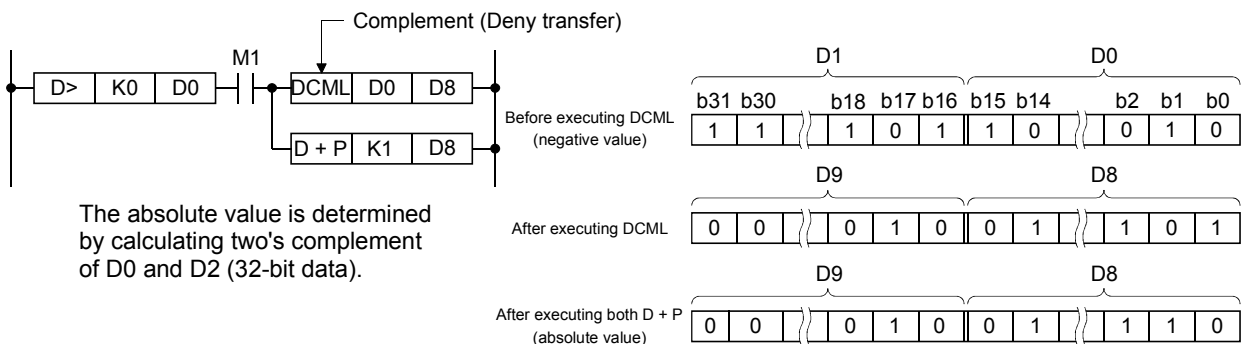 Complement (Deny transfer)
M1
D> K0 D0 DCML D0 D8
D + P K1 D8
The absolute value is determined
by calculating two's complement
of D0 and D2 (32-bit data).
D1 D0
b31 b30 b18 b17 b16 b15 b14 b2 b1 b0
Before executing DCML
(negative value)
1 1 1 0 1 1 0 0 1 0
D9 D8
After executing DCML
0 0 0 1 0 0 1 1 0 1
D9 D8
After executing both D + P
(absolute value)
0 0 0 1 0 0 1 1 1 0